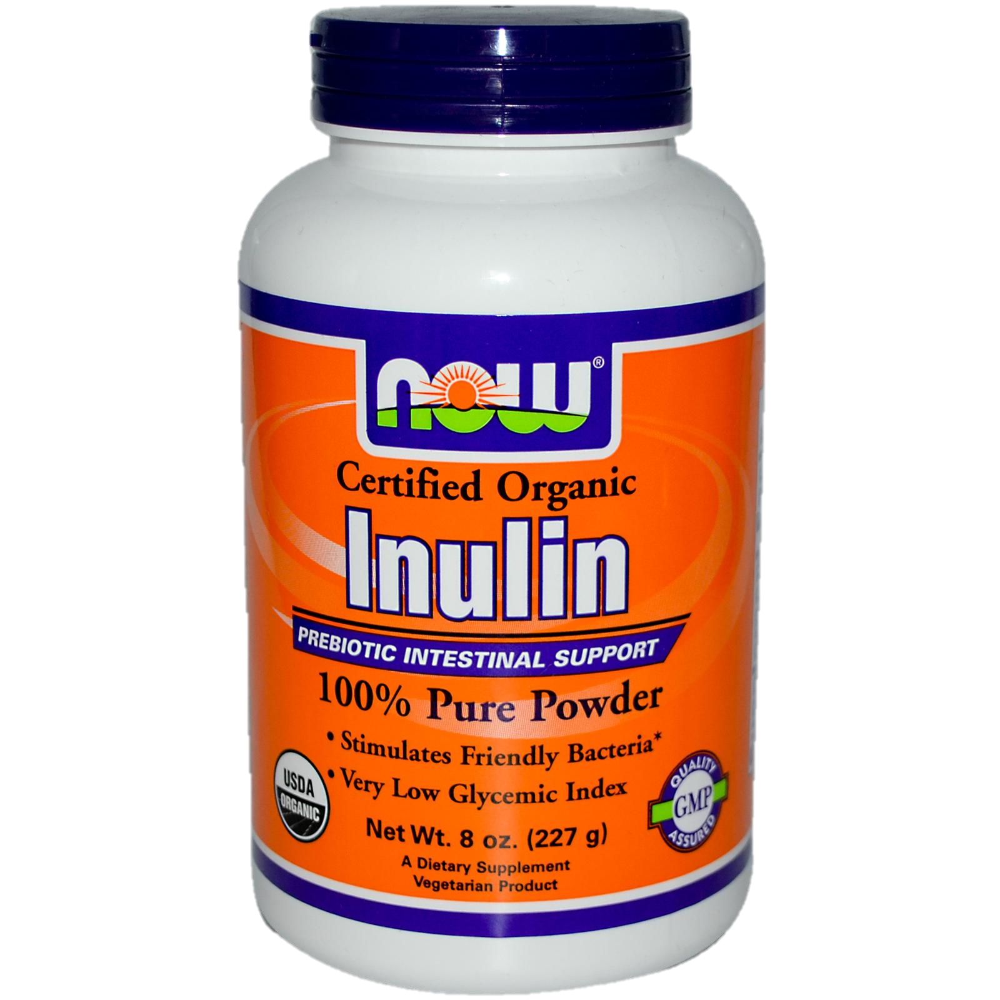 now®
Certified Organic
Inulin
PREBIOTIC INTESTINAL SUPPORT
100% Pure Powder
• Stimulates Friendly Bacteria*
• Very Low Glycemic Index
USDA
ORGANIC
QUALITY
GMP
ASSURED
Net Wt. 8 oz. (227 g)
A Dietary Supplement
Vegetarian Product